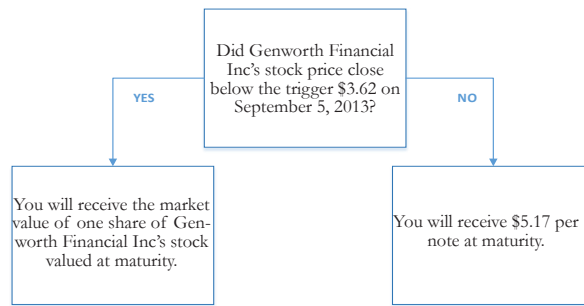 Did Genworth Financial
Inc's stock price close
below the trigger $3.62 on
September 5, 2013?
YES
NO
You will receive the market
value of one share of Gen-
worth Financial Inc's stock
valued at maturity.
You will receive $5.17 per
note at maturity.